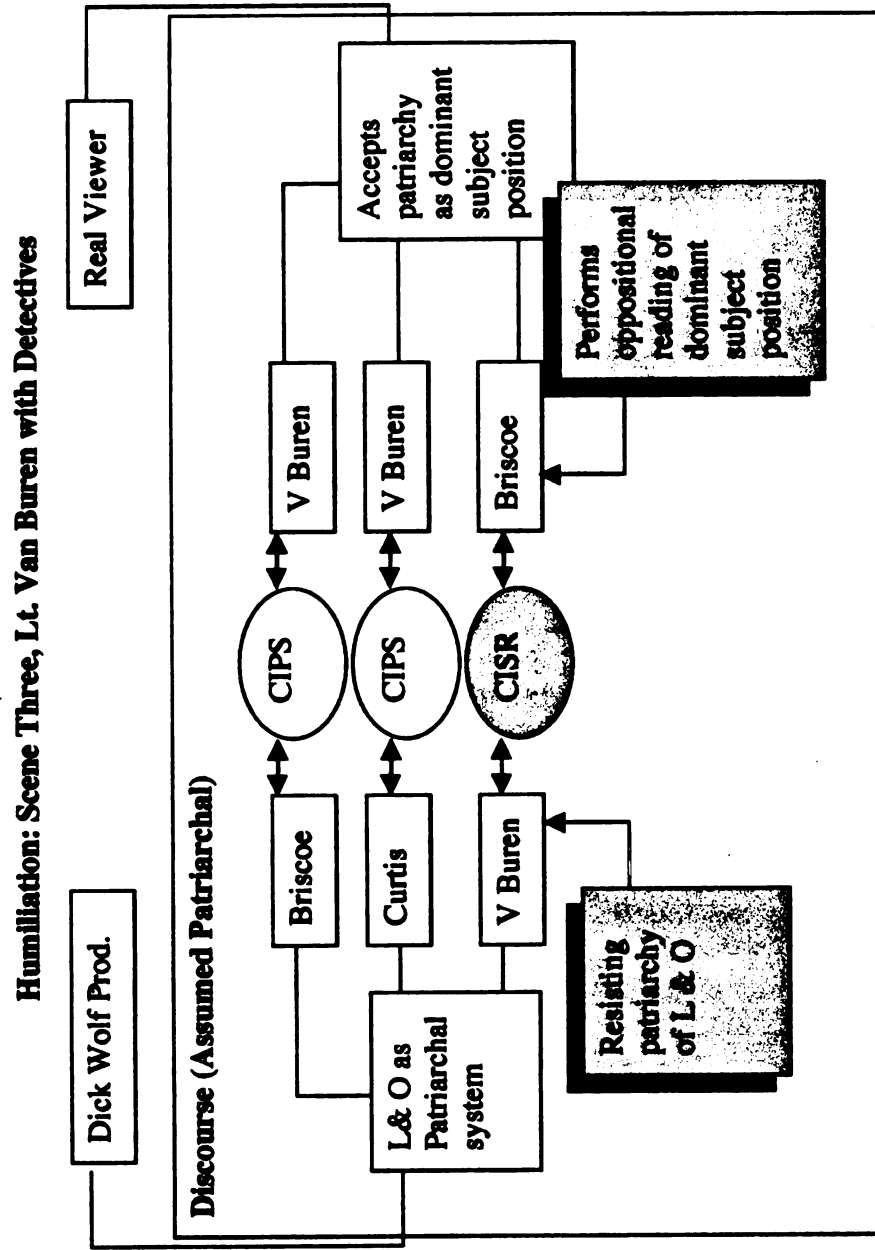 Humiliation: Scene Three, Lt. Van Buren with Detectives
Dick Wolf Prod.
Real Viewer
Discourse (Assumed Patriarchal)
L& O as
Patriarchal
system
Briscoe
Curtis
V Buren
CIPS
CIPS
CISR
V Buren
V Buren
Briscoe
Accepts
patriarchy
as dominant
subject
position
Resisting
patriarchy
of L & O
Performs
oppositional
reading of
dominant
subject
position